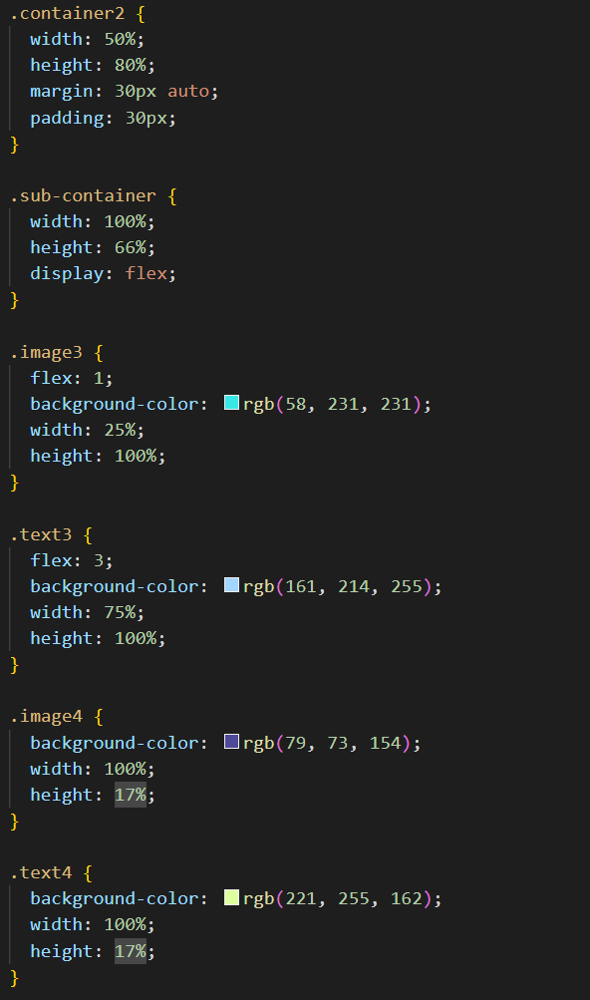 .container2 {
  width: 50%;
  height: 80%;
  margin: 30px auto;
  padding: 30px;
}

.sub-container {
  width: 100%;
  height: 66%;
  display: flex;
}

.image3 {
  flex: 1;
  background-color: rgb(58, 231, 231);
  width: 25%;
  height: 100%;
}

.text3 {
  flex: 3;
  background-color: rgb(161, 214, 255);
  width: 75%;
  height: 100%;
}

.image4 {
  background-color: rgb(79, 73, 154);
  width: 100%;
  height: 17%;
}

.text4 {
  background-color: rgb(221, 255, 162);
  width: 100%;
  height: 17%;
}